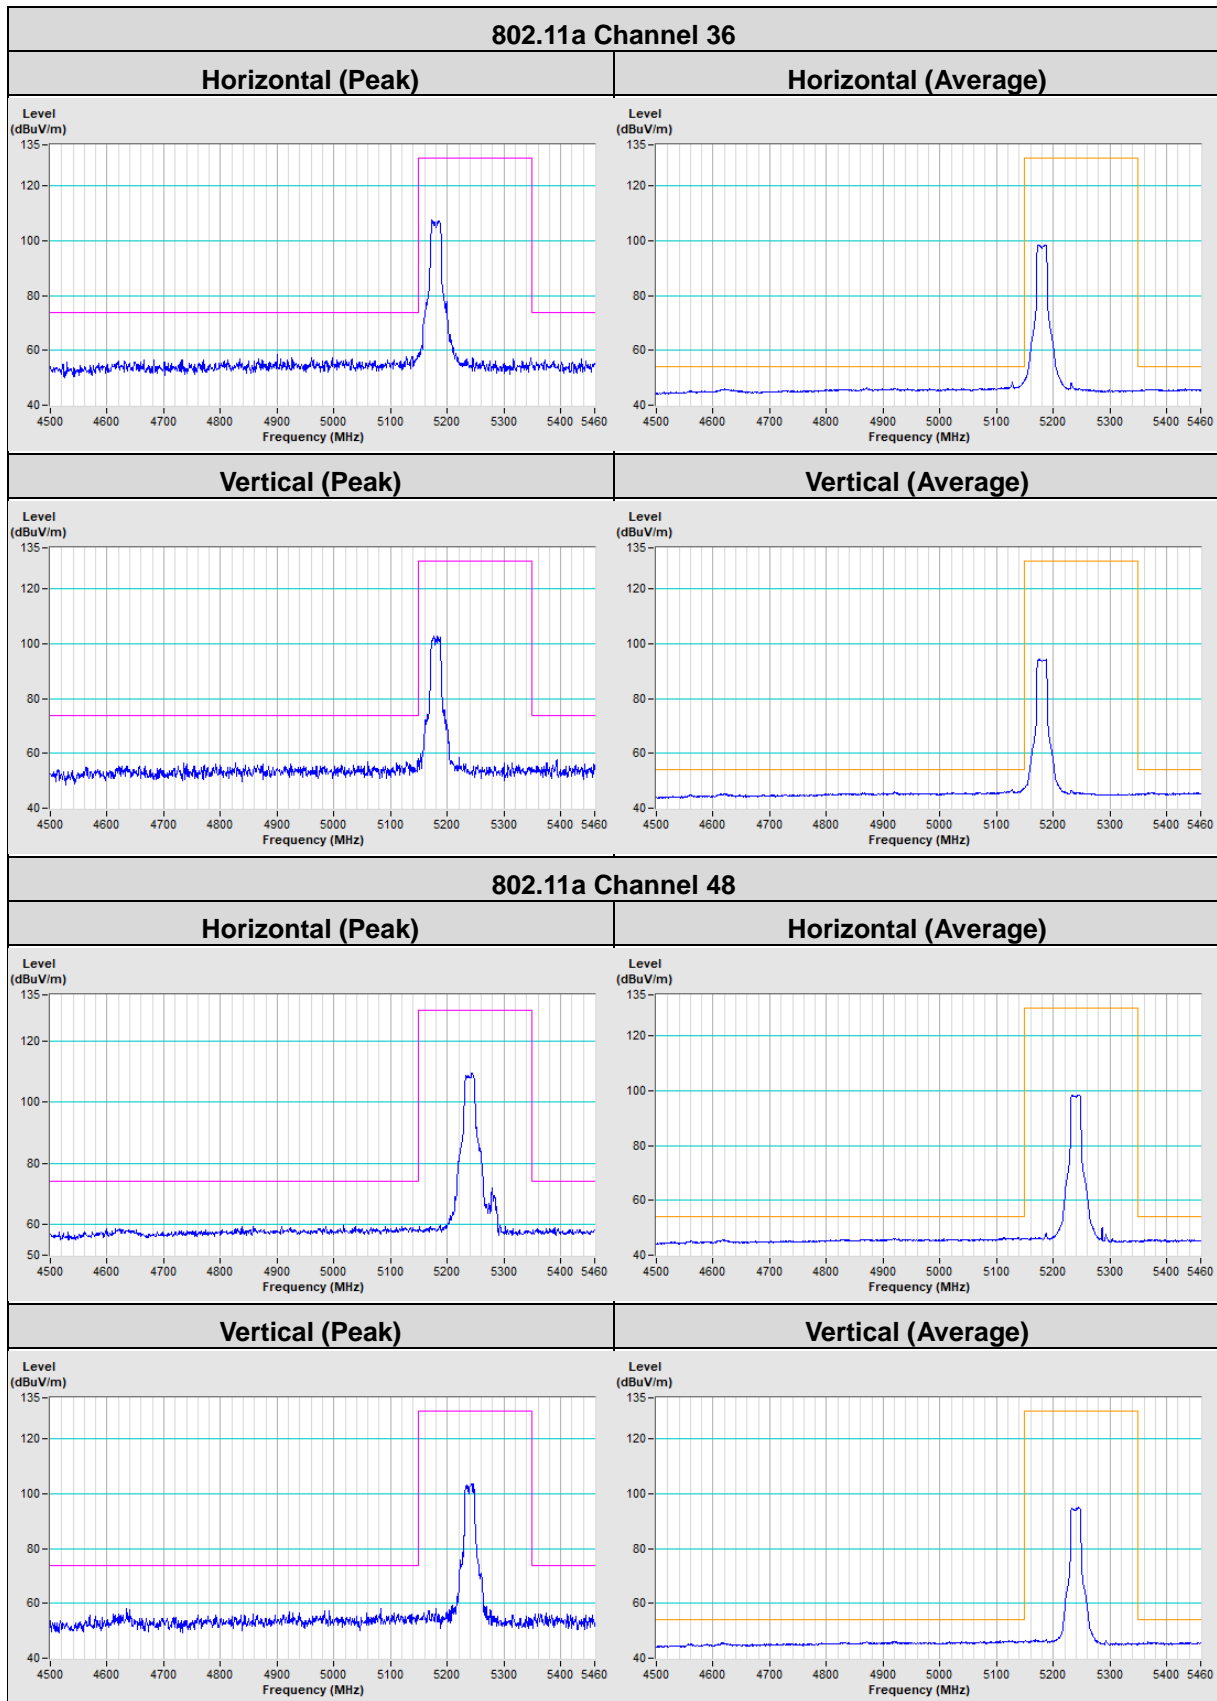 802.11a Channel 36
Horizontal (Peak)
Horizontal (Average)
Level
(dBuV/m)
135
120
100
80
60
40
4500 4600 4700 4800 4900 5000 5100 5200 5300 5400 5460
Frequency (MHz)
Level
(dBuV/m)
135
120
100
80
60
40
4500 4600 4700 4800 4900 5000 5100 5200 5300 5400 5460
Frequency (MHz)
Vertical (Peak)
Vertical (Average)
Level
(dBuV/m)
135
120
100
80
60
40
4500 4600 4700 4800 4900 5000 5100 5200 5300 5400 5460
Frequency (MHz)
Level
(dBuV/m)
135
120
100
80
60
40
4500 4600 4700 4800 4900 5000 5100 5200 5300 5400 5460
Frequency (MHz)
802.11a Channel 48
Horizontal (Peak)
Horizontal (Average)
Level
(dBuV/m)
135
120
100
80
60
50
4500 4600 4700 4800 4900 5000 5100 5200 5300 5400 5460
Frequency (MHz)
Level
(dBuV/m)
135
120
100
80
60
40
4500 4600 4700 4800 4900 5000 5100 5200 5300 5400 5460
Frequency (MHz)
Vertical (Peak)
Vertical (Average)
Level
(dBuV/m)
135
120
100
80
60
40
4500 4600 4700 4800 4900 5000 5100 5200 5300 5400 5460
Frequency (MHz)
Level
(dBuV/m)
135
120
100
80
60
40
4500 4600 4700 4800 4900 5000 5100 5200 5300 5400 5460
Frequency (MHz)